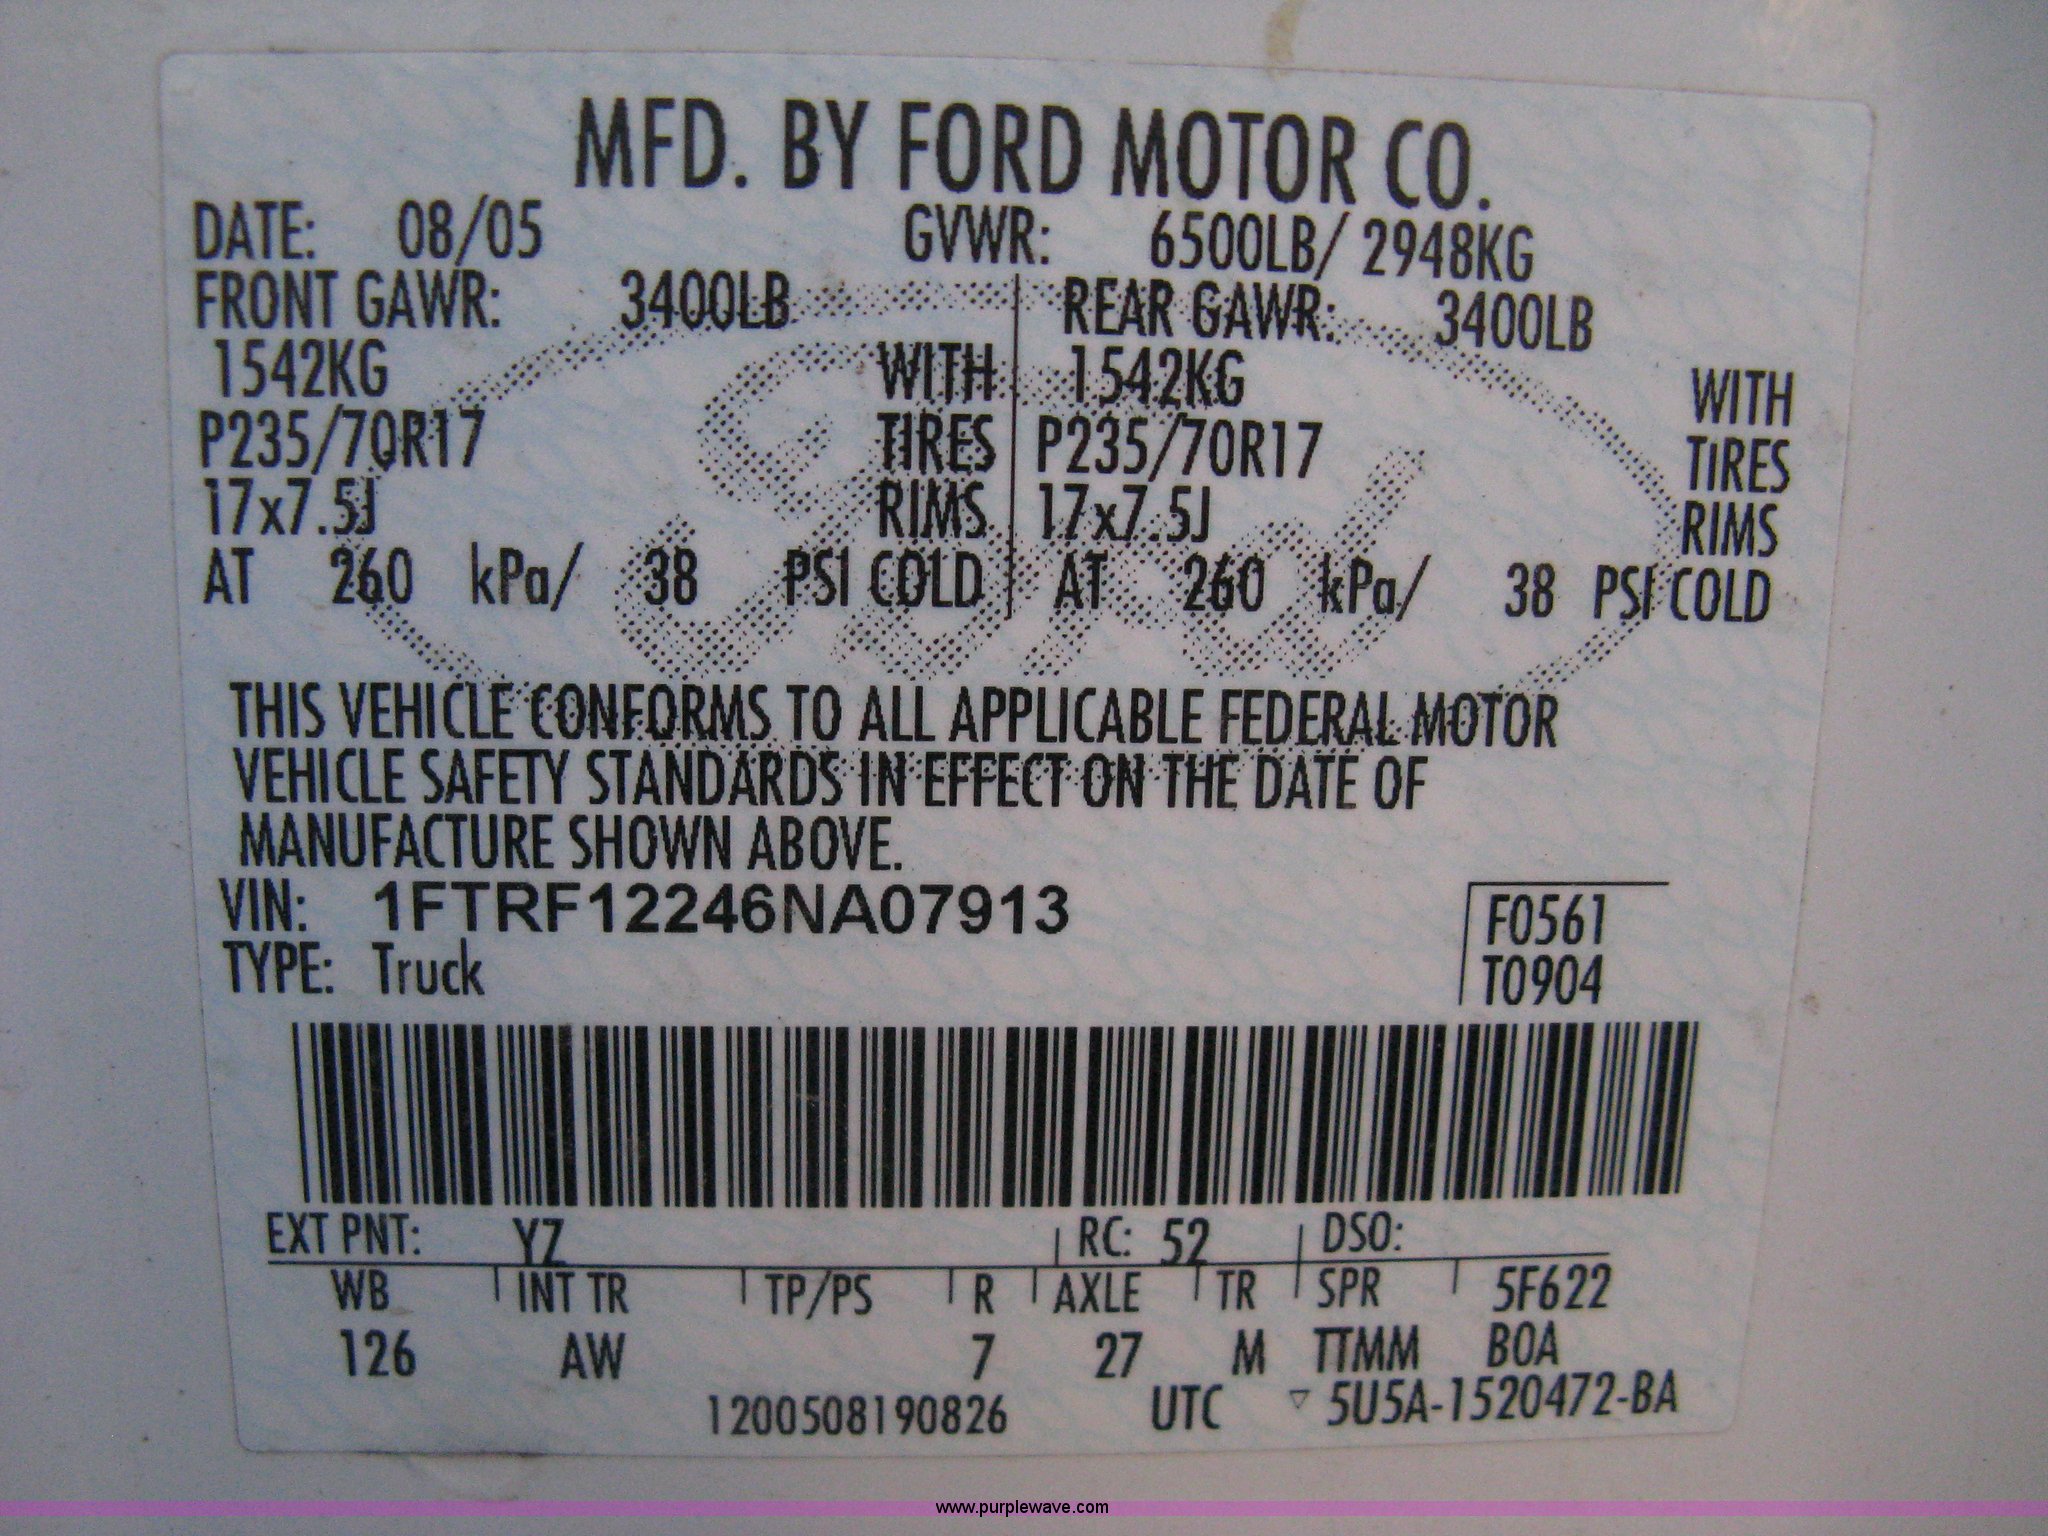 MFD. BY FORD MOTOR CO.
DATE: 08/05 GVWR: 6500LB/ 2948KG
FRONT GAWR: 3400LB REAR GAWR: 3400LB
1542KG WITH 1542KG WITH
P235/70R17 TIRES P235/70R17 TIRES
17x7.5J RIMS 17x7.5J RIMS
AT 260 kPa/ 38 PSI COLD AT 260 kPa/ 38 PSI COLD
Ford
THIS VEHICLE CONFORMS TO ALL APPLICABLE FEDERAL MOTOR
VEHICLE SAFETY STANDARDS IN EFFECT ON THE DATE OF
MANUFACTURE SHOWN ABOVE.
VIN: 1FTRF12246NA07913 F0561
TYPE: Truck T0904
EXT PNT: YZ RC: 52 DSO:
WB INT TR TP/PS R AXLE TR SPR 5F622
126 AW 7 27 M TTMM BOA
1200508190826 UTC ▽ 5U5A-1520472-BA
www.purplewave.com